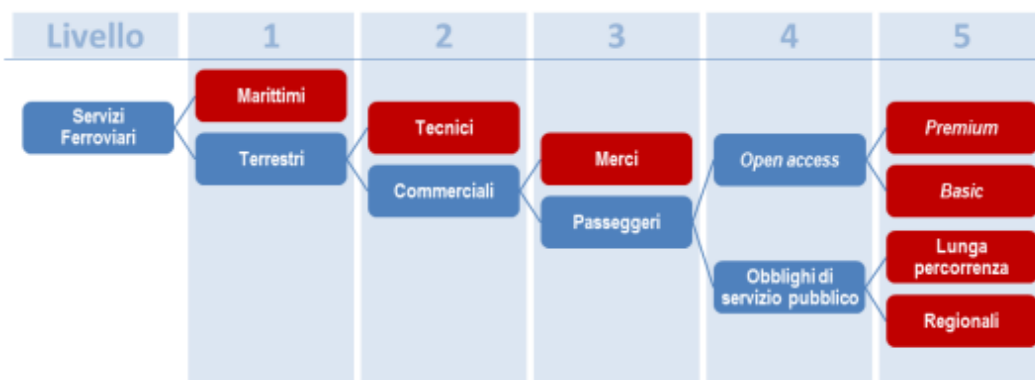 Livello 1 2 3 4 5
Servizi
Ferroviari
Marittimi
Terrestri
Tecnici
Commerciali
Merci
Passeggeri
Open access
Obblighi di
servizio pubblico
Premium
Basic
Lunga
percorrenza
Regionali